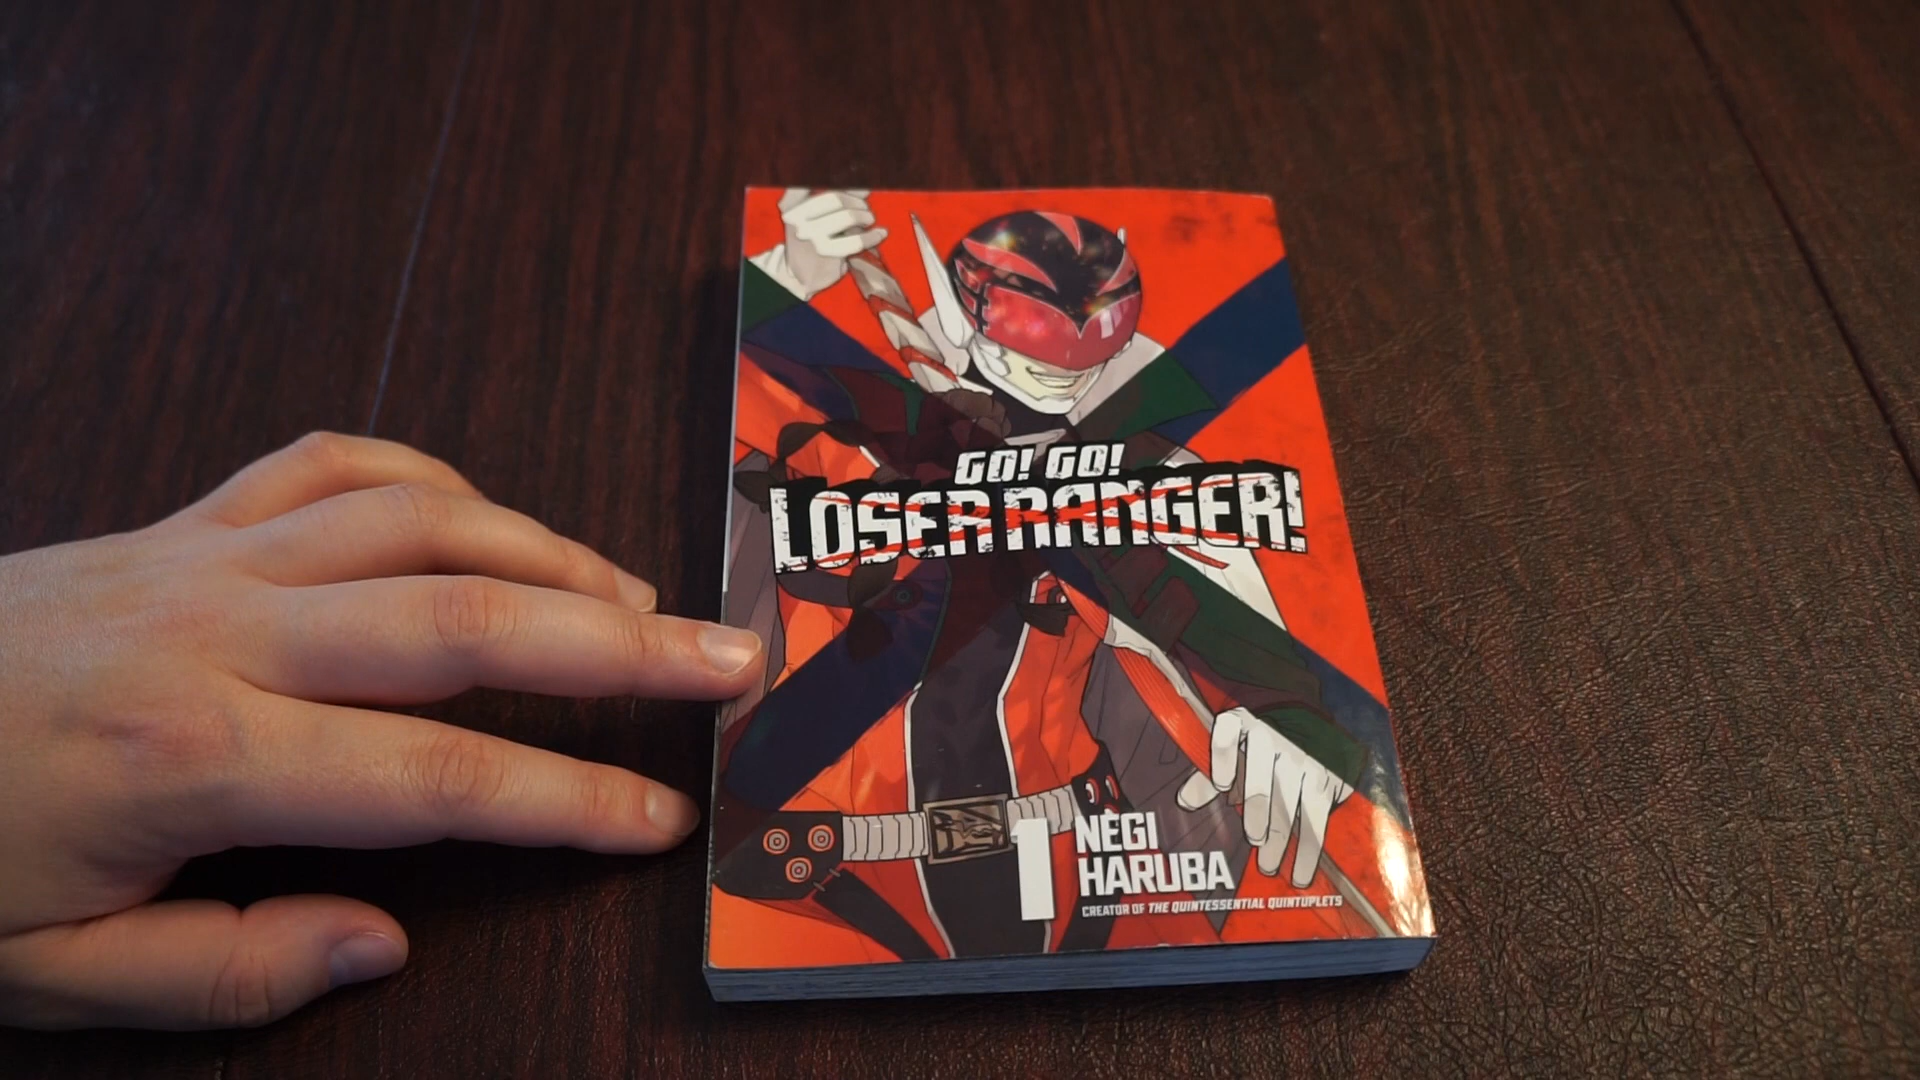 GO! GO!
LOSER RANGER!
1
NEGI
HARUBA
CREATOR OF THE QUINTESSENTIAL QUINTUPLETS